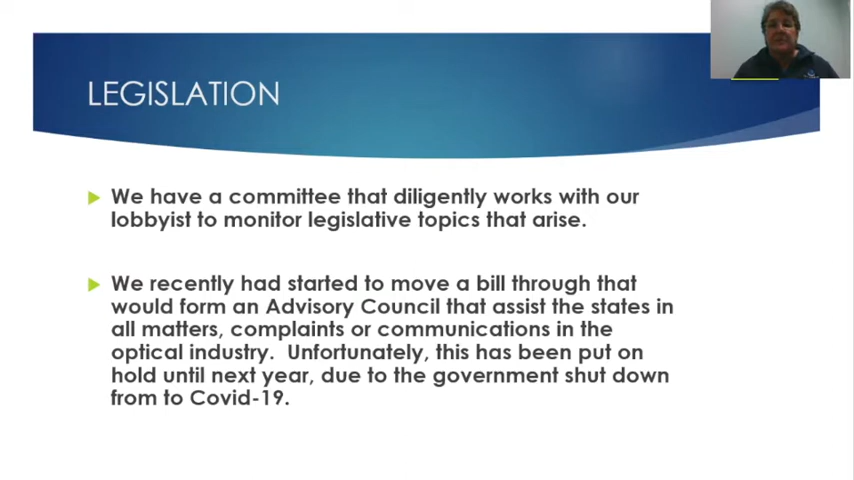 LEGISLATION
We have a committee that diligently works with our
lobbyist to monitor legislative topics that arise.
We recently had started to move a bill through that
would form an Advisory Council that assist the states in
all matters, complaints or communications in the
optical industry.  Unfortunately, this has been put on
hold until next year, due to the government shut down
from to Covid-19.